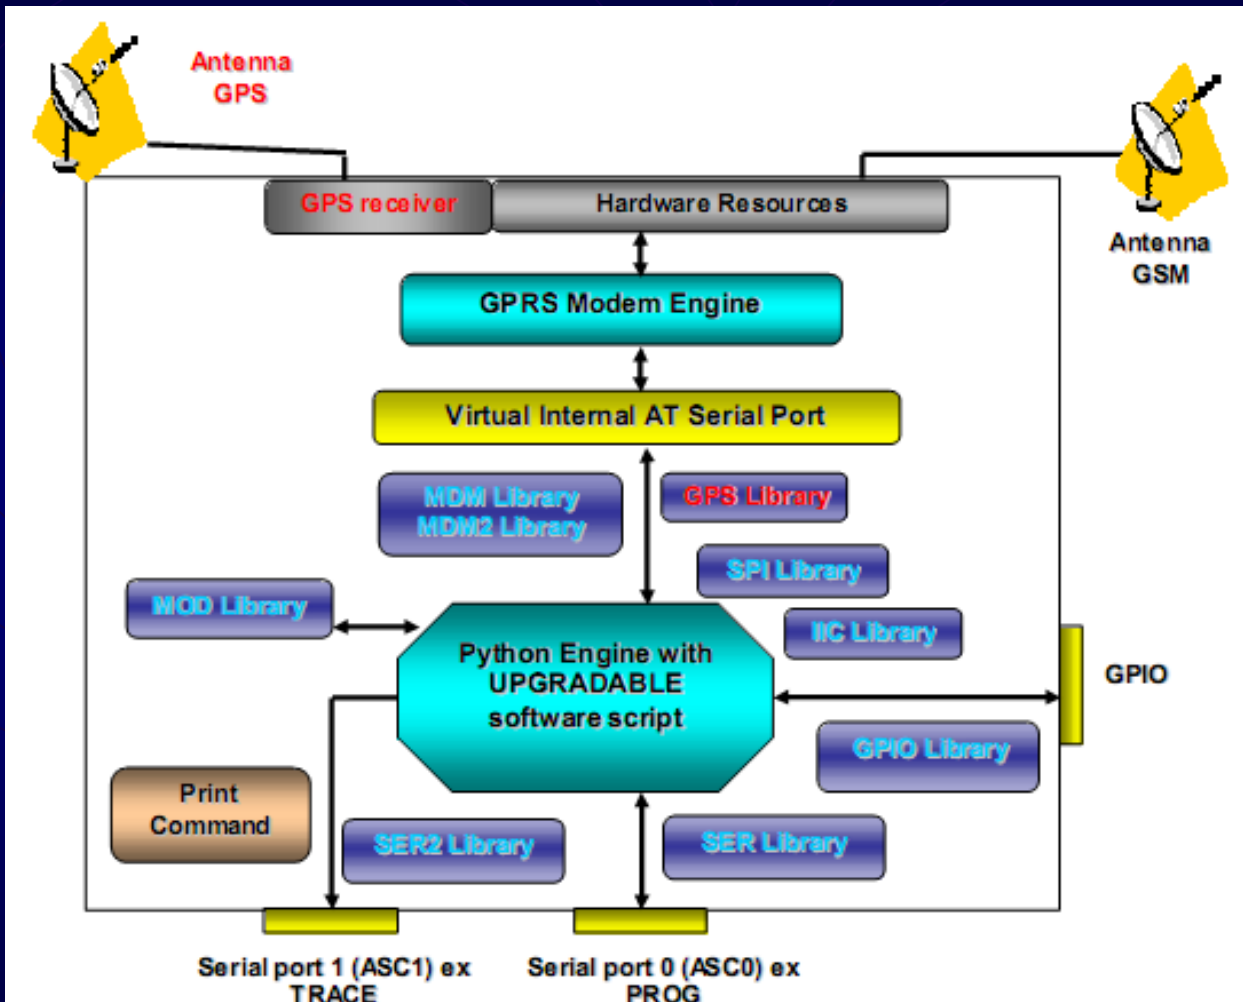 Antenna
GPS
GPS receiver
Hardware Resources
Antenna
GSM
GPRS Modem Engine
Virtual Internal AT Serial Port
MDM Library
MDM2 Library
GPS Library
SPI Library
MOD Library
IIC Library
Python Engine with
UPGRADABLE
software script
GPIO
GPIO Library
Print
Command
SER2 Library
SER Library
Serial port 1 (ASC1) ex
TRACE
Serial port 0 (ASC0) ex
PROG